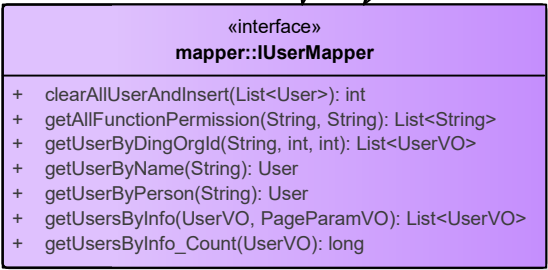 «interface»
mapper::IUserMapper
+ clearAllUserAndInsert(List<User>): int
+ getAllFunctionPermission(String, String): List<String>
+ getUserByDingOrgId(String, int, int): List<UserVO>
+ getUserByName(String): User
+ getUserByPerson(String): User
+ getUsersByInfo(UserVO, PageParamVO): List<UserVO>
+ getUsersByInfo_Count(UserVO): long